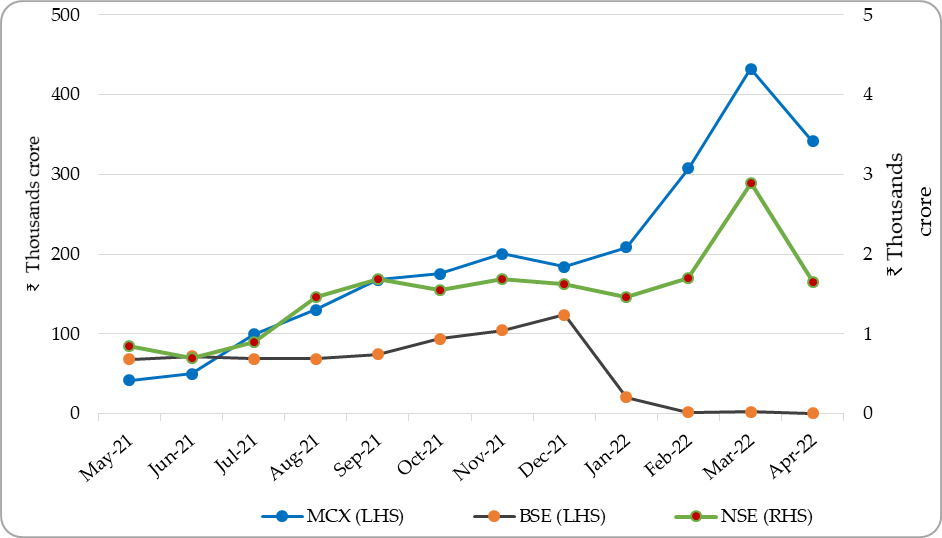 500
400
300
200
100
0
₹ Thousands crore
5
4
3
2
1
0
₹ Thousands
crore
May-21
Jun-21
Jul-21
Aug-21
Sep-21
Oct-21
Nov-21
Dec-21
Jan-22
Feb-22
Mar-22
Apr-22
MCX (LHS)
BSE (LHS)
NSE (RHS)